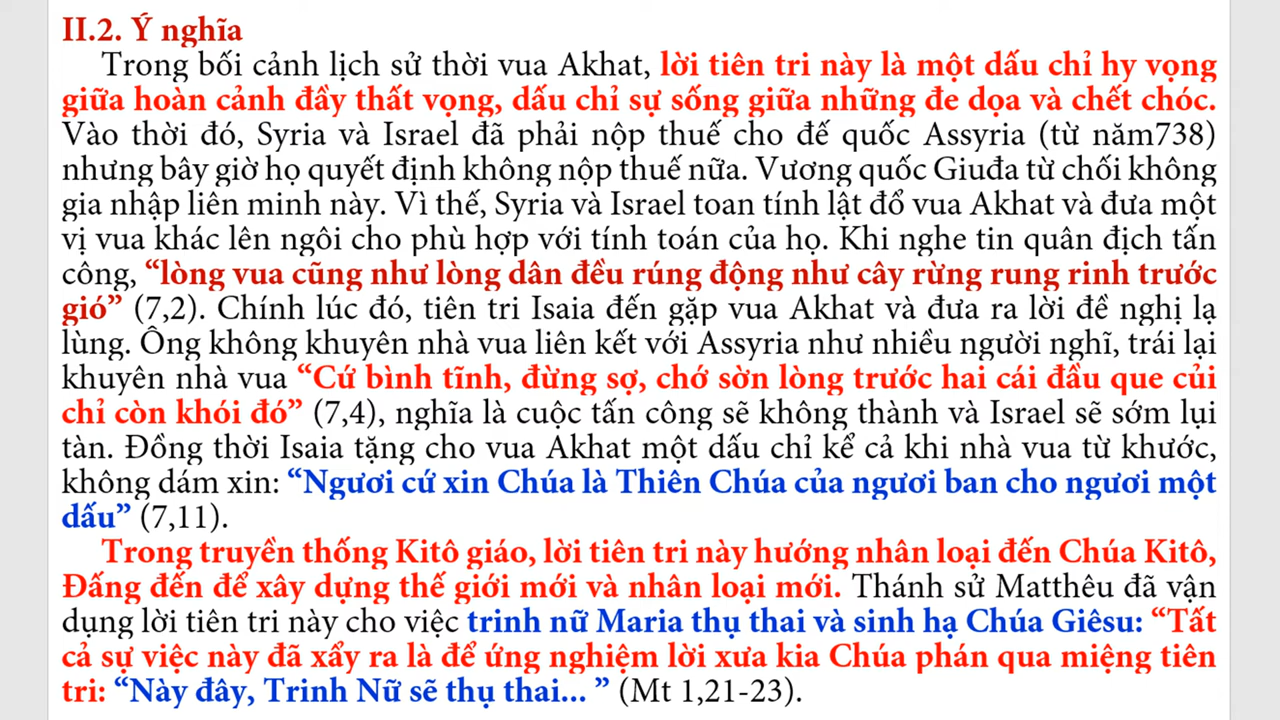 II.2. Ý nghĩa
Trong bối cảnh lịch sử thời vua Akhat, lời tiên tri này là một dấu chỉ hy vọng
giữa hoàn cảnh đầy thất vọng, dấu chỉ sự sống giữa những đe dọa và chết chóc.
Vào thời đó, Syria và Israel đã phải nộp thuế cho đế quốc Assyria (từ năm738)
nhưng bây giờ họ quyết định không nộp thuế nữa. Vương quốc Giuđa từ chối không
gia nhập liên minh này. Vì thế, Syria và Israel toan tính lật đổ vua Akhat và đưa một
vị vua khác lên ngôi cho phù hợp với tính toán của họ. Khi nghe tin quân địch tấn
công, “lòng vua cũng như lòng dân đều rúng động như cây rừng rung rinh trước
gió” (7,2). Chính lúc đó, tiên tri Isaia đến gặp vua Akhat và đưa ra lời đề nghị lạ
lùng. Ông không khuyên nhà vua liên kết với Assyria như nhiều người nghĩ, trái lại
khuyên nhà vua “Cứ bình tĩnh, đừng sợ, chớ sờn lòng trước hai cái đầu que củi
chỉ còn khói đó” (7,4), nghĩa là cuộc tấn công sẽ không thành và Israel sẽ sớm lụi
tàn. Đồng thời Isaia tặng cho vua Akhat một dấu chỉ kể cả khi nhà vua từ khước,
không dám xin: “Ngươi cứ xin Chúa là Thiên Chúa của ngươi ban cho ngươi một
dấu” (7,11).
Trong truyền thống Kitô giáo, lời tiên tri này hướng nhân loại đến Chúa Kitô,
Đấng đến để xây dựng thế giới mới và nhân loại mới. Thánh sử Matthêu đã vận
dụng lời tiên tri này cho việc trinh nữ Maria thụ thai và sinh hạ Chúa Giêsu: “Tất
cả sự việc này đã xẩy ra là để ứng nghiệm lời xưa kia Chúa phán qua miệng tiên
tri: “Này đây, Trinh Nữ sẽ thụ thai... ” (Mt 1,21-23).